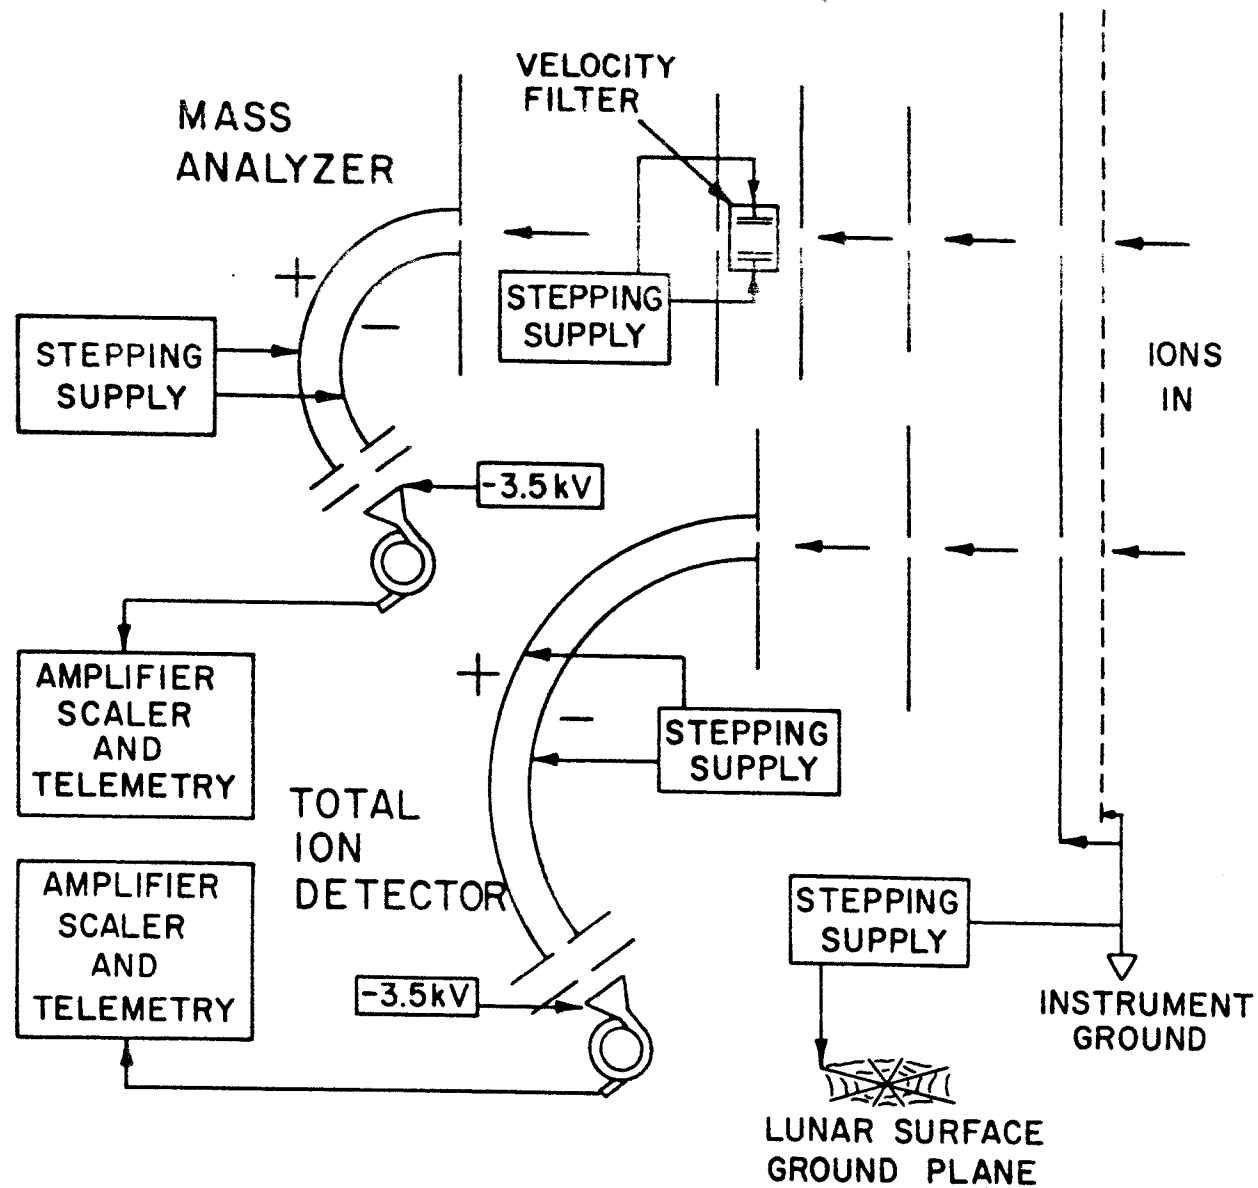 VELOCITY
FILTER
MASS
ANALYZER
+
−
STEPPING
SUPPLY
STEPPING
SUPPLY
IONS
IN
-3.5kV
AMPLIFIER
SCALER
AND
TELEMETRY
+
−
STEPPING
SUPPLY
TOTAL
ION
DETECTOR
AMPLIFIER
SCALER
AND
TELEMETRY
-3.5kV
STEPPING
SUPPLY
INSTRUMENT
GROUND
LUNAR SURFACE
GROUND PLANE